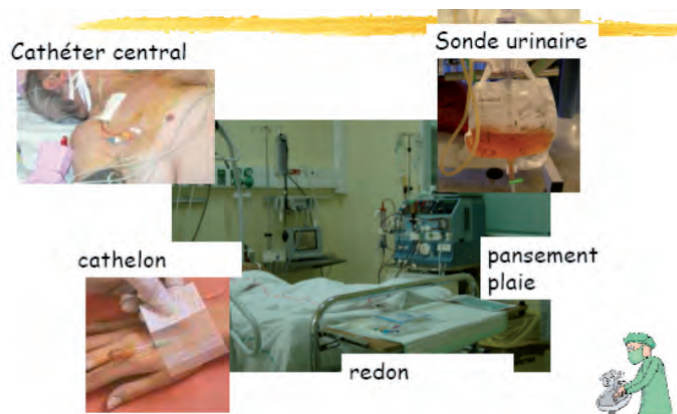 Cathéter central
Sonde urinaire
cathelon
pansement
plaie
redon